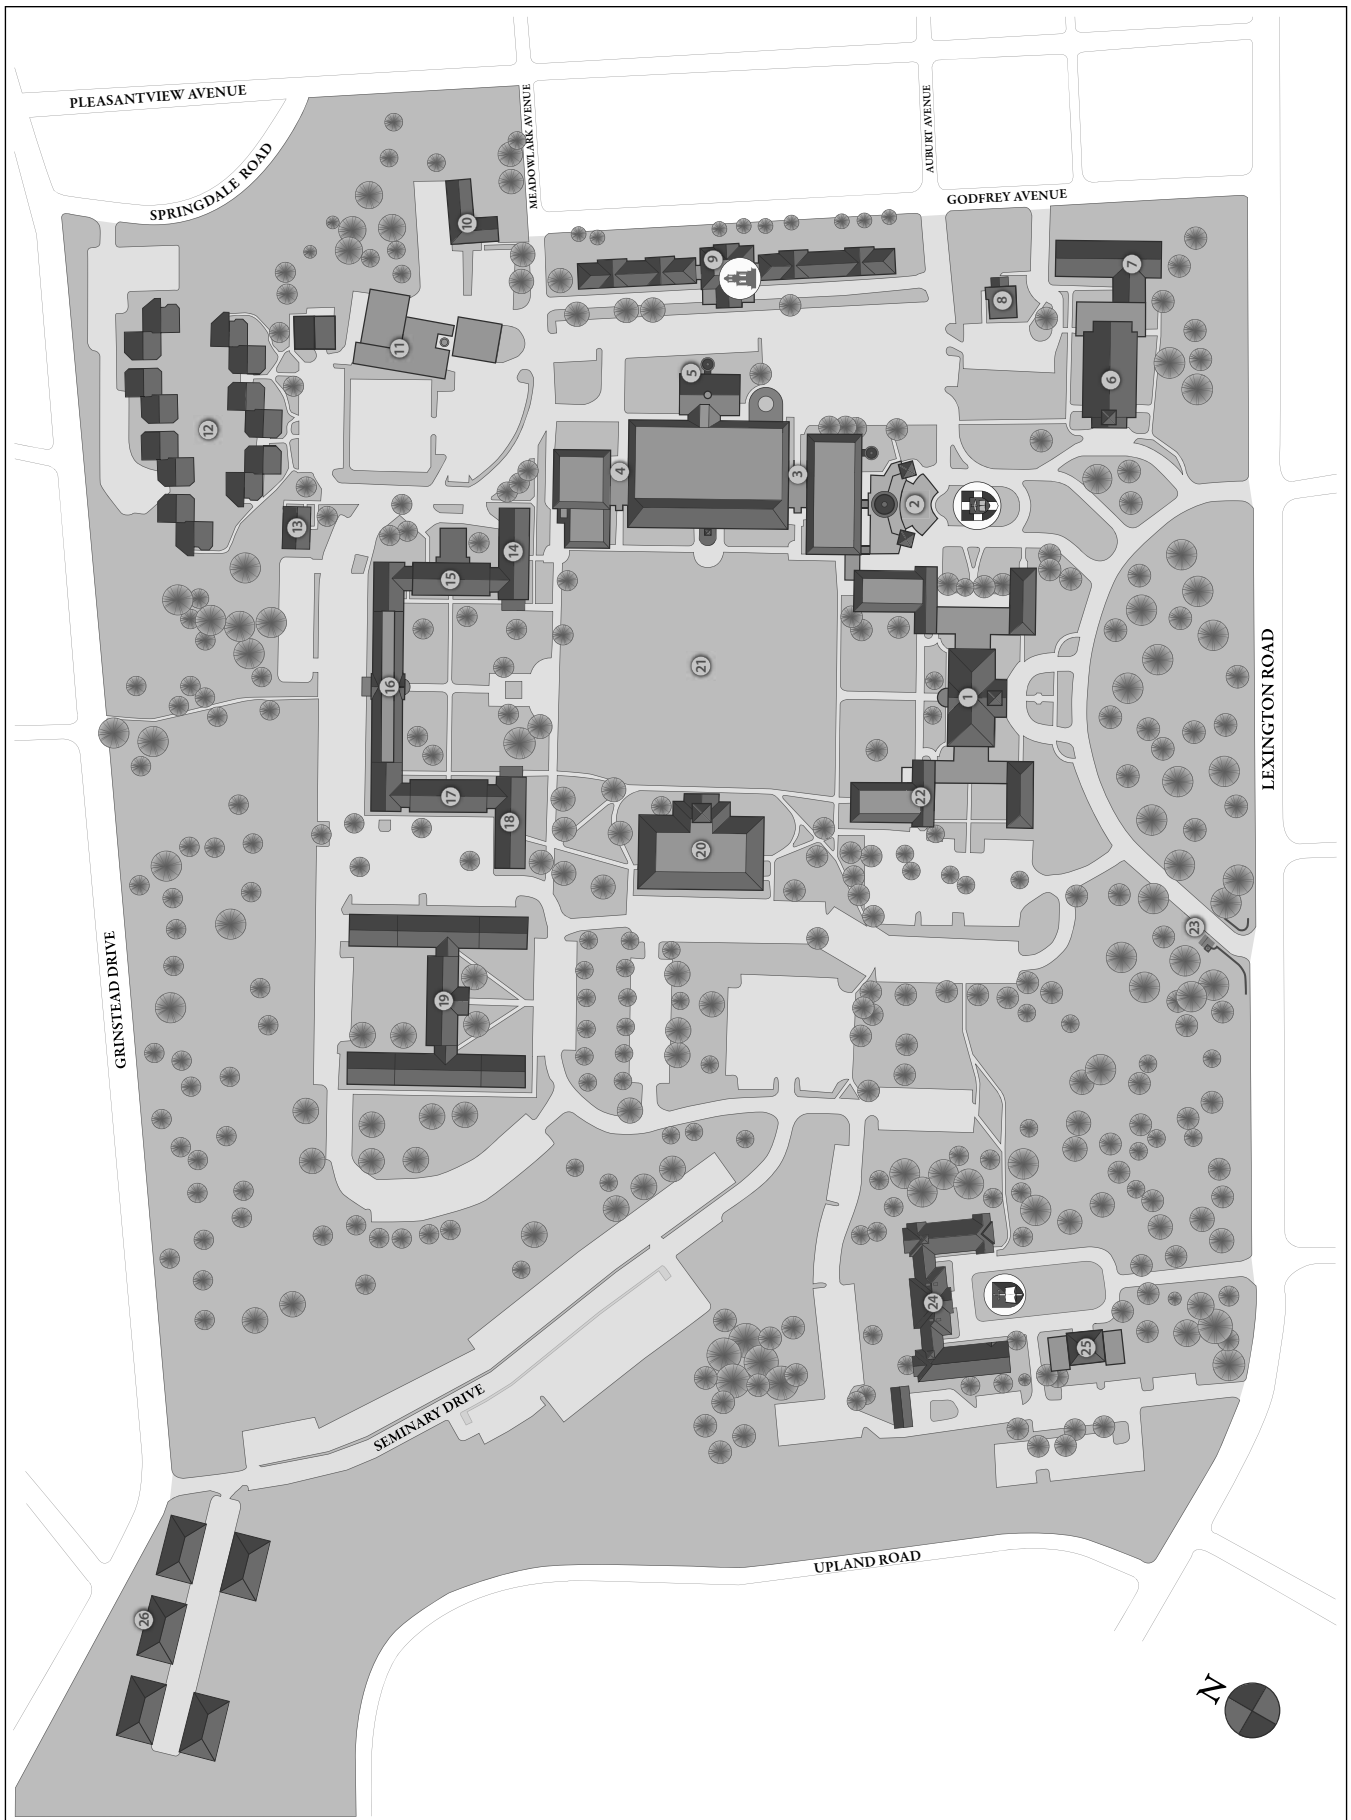 PLEASANTVIEW AVENUE
SPRINGDALE ROAD
MEADOWLARK AVENUE
AUBURT AVENUE
GODFREY AVENUE
10
9
7
8
11
5
6
12
4
3
2
13
14
15
21
16
1
LEXINGTON ROAD
17
18
20
22
23
GRINSTEAD DRIVE
19
24
25
SEMINARY DRIVE
UPLAND ROAD
26
N